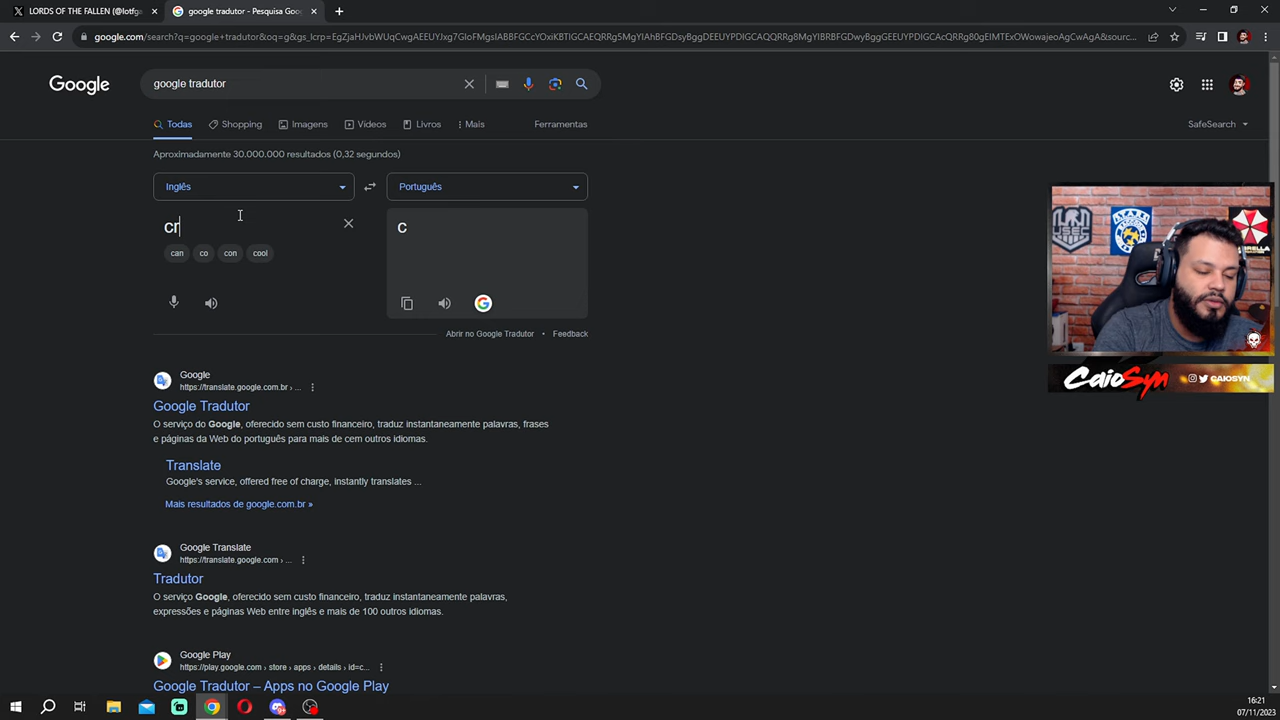 LORDS OF THE FALLEN (@lotfga
google tradutor - Pesquisa Goo
google.com/search?q=google+tradutor&oq=g&gs_lcrp=EgZjaHJvbWUqCwgAEEUYJxg7GIoFMgsIABBFGCcYOxiKBTIGCAEQRRg5MgYIAhBFGDsyBggDEEUYPDIGCAQQRRg8MgYIBRBFGDwyBggGEEUYPDIGCAcQRRg80gEIMTExOWowajeoAgCwAgA&sourc...
Google
google tradutor
Todas
Shopping
Imagens
Vídeos
Livros
Mais
Ferramentas
SafeSearch
Aproximadamente 30.000.000 resultados (0,32 segundos)
Inglês
Português
cr
c
can
co
con
cool
Abrir no Google Tradutor • Feedback
Google
https://translate.google.com.br › ...
Google Tradutor
O serviço do Google, oferecido sem custo financeiro, traduz instantaneamente palavras, frases
e páginas da Web do português para mais de cem outros idiomas.
Translate
Google's service, offered free of charge, instantly translates ...
Mais resultados de google.com.br »
Google Translate
https://translate.google.com › ...
Tradutor
O serviço do Google, oferecido sem custo financeiro, traduz instantaneamente palavras,
expressões e páginas Web entre inglês e mais de 100 outros idiomas.
Google Play
https://play.google.com › store › apps › details › Id=c...
Google Tradutor – Apps no Google Play
USEC
STARS
UMBRELLA
CaioSyn
CAIOSYN
16:21
07/11/2023